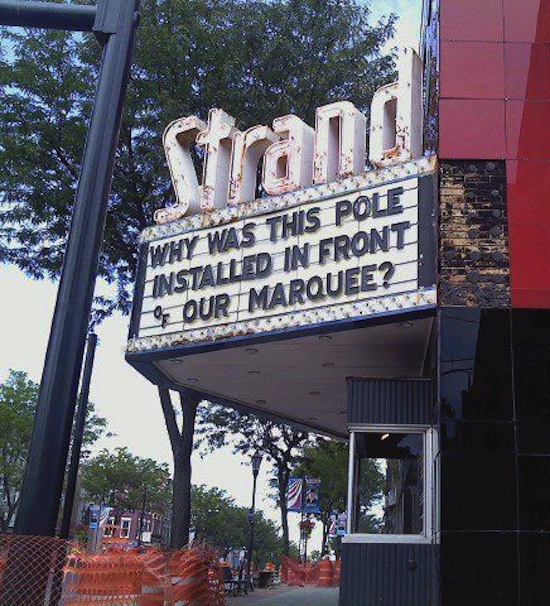 Strand
WHY WAS THIS POLE
INSTALLED IN FRONT
OF OUR MARQUEE?